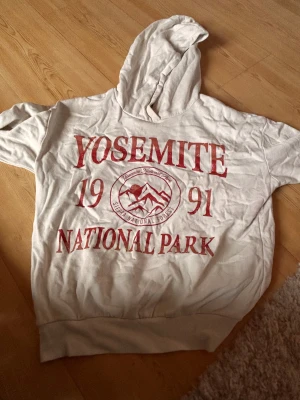 YOSEMITE
19 91
NATIONAL PARK